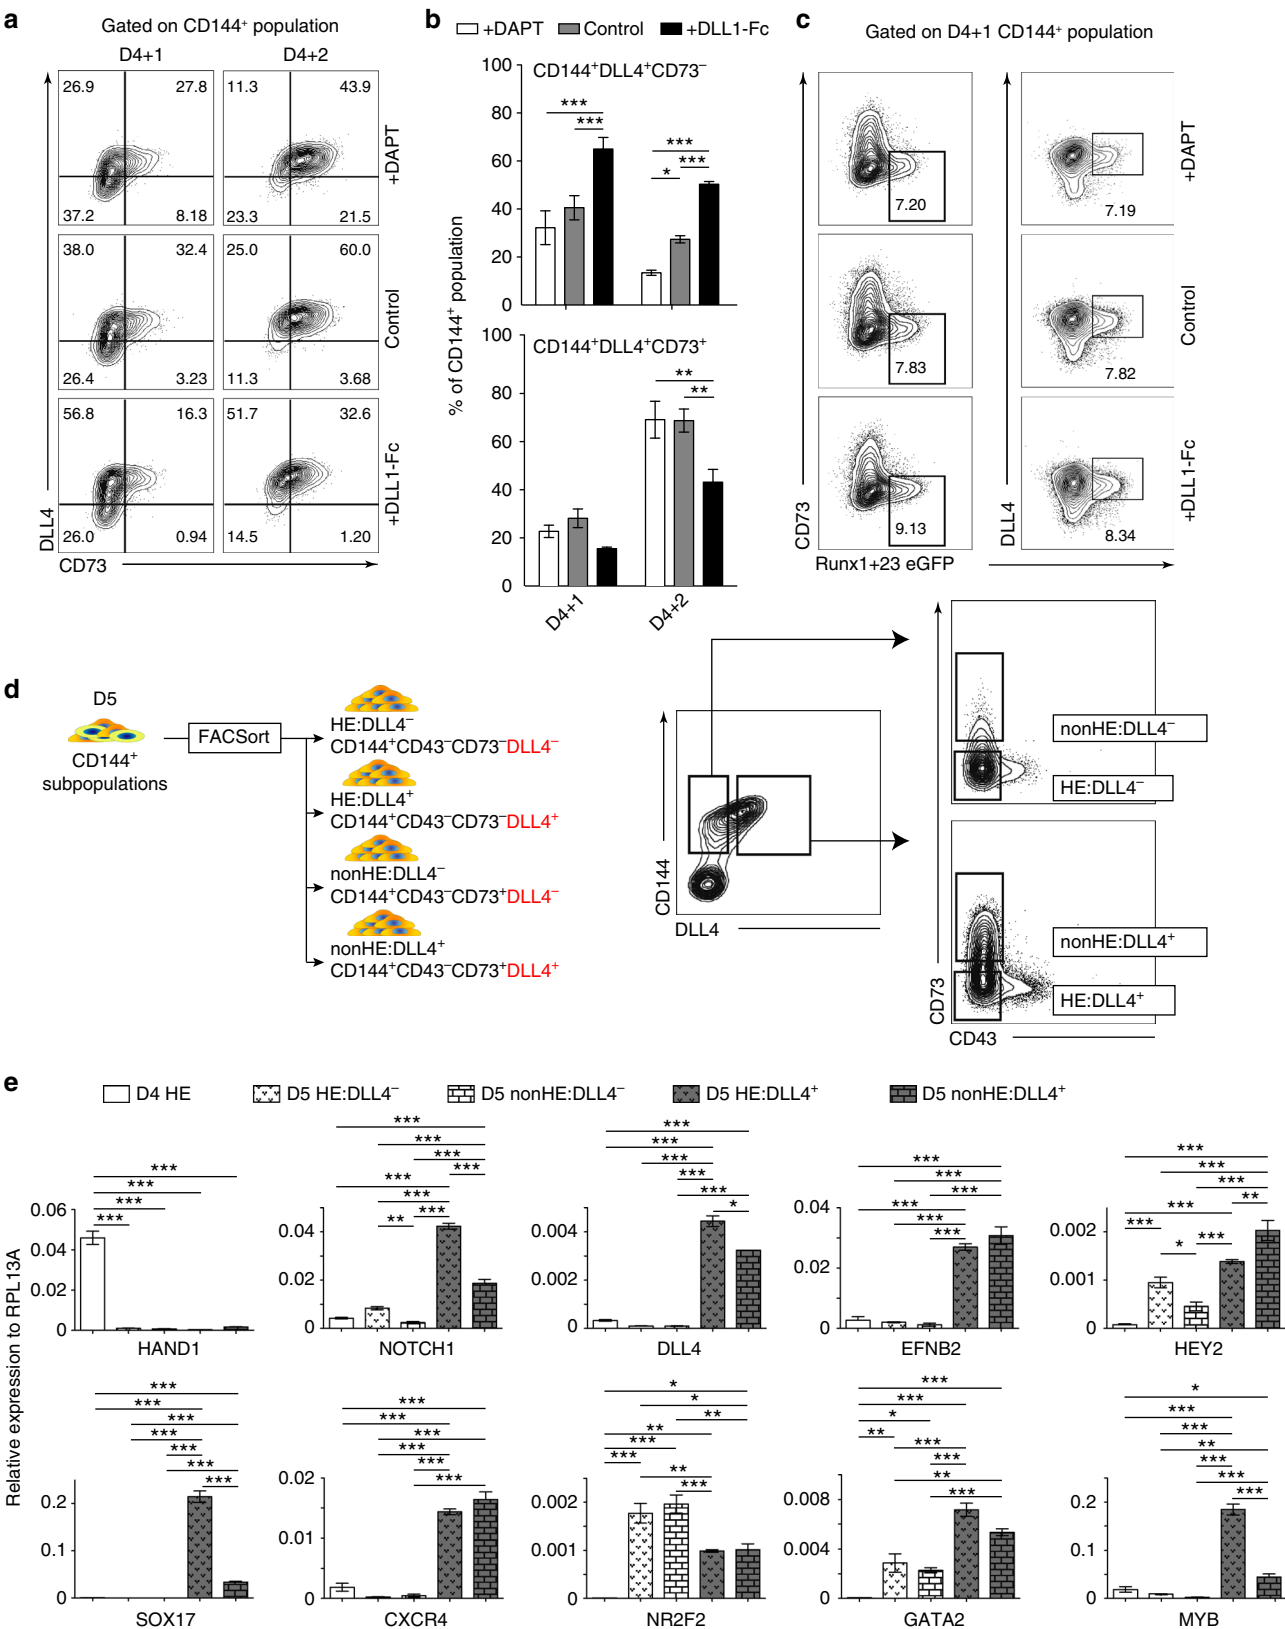 a
Gated on CD144⁺ population
D4+1
D4+2
26.9 27.8
37.2 8.18
11.3 43.9
23.3 21.5
+DAPT
38.0 32.4
26.4 3.23
25.0 60.0
11.3 3.68
Control
56.8 16.3
26.0 0.94
51.7 32.6
14.5 1.20
+DLL1-Fc
DLL4
CD73
b
+DAPT Control +DLL1-Fc
% of CD144⁺ population
CD144⁺DLL4⁺CD73⁻
100
80
60
40
20
0
***
***
***
***
*
CD144⁺DLL4⁺CD73⁺
100
80
60
40
20
0
**
**
D4+1
D4+2
c
Gated on D4+1 CD144⁺ population
7.20
7.19
+DAPT
7.83
7.82
Control
9.13
8.34
+DLL1-Fc
CD73
DLL4
Runx1+23 eGFP
d
D5
CD144⁺
subpopulations
FACSort
HE:DLL4⁻
CD144⁺CD43⁻CD73⁻DLL4⁻
HE:DLL4⁺
CD144⁺CD43⁻CD73⁻DLL4⁺
nonHE:DLL4⁻
CD144⁺CD43⁻CD73⁺DLL4⁻
nonHE:DLL4⁺
CD144⁺CD43⁻CD73⁺DLL4⁺
CD144
DLL4
nonHE:DLL4⁻
HE:DLL4⁻
nonHE:DLL4⁺
HE:DLL4⁺
CD73
CD43
e
D4 HE D5 HE:DLL4⁻ D5 nonHE:DLL4⁻ D5 HE:DLL4⁺ D5 nonHE:DLL4⁺
Relative expression to RPL13A
***
***
***
***
0.06
0.04
0.02
0
HAND1
***
***
***
***
***
***
***
**
0.04
0.02
0
NOTCH1
***
***
***
***
***
*
0.004
0.002
0
DLL4
***
***
***
***
***
***
0.04
0.02
0
EFNB2
***
***
***
**
***
***
***
*
0.002
0.001
0
HEY2
***
***
***
***
***
***
***
0.2
0.1
0
SOX17
***
***
***
***
***
***
0.02
0.01
0
CXCR4
*
*
**
**
***
***
**
***
0.002
0.001
0
NR2F2
***
***
*
**
***
***
**
***
0.008
0.004
0
GATA2
*
***
***
**
***
***
***
0.2
0.1
0
MYB